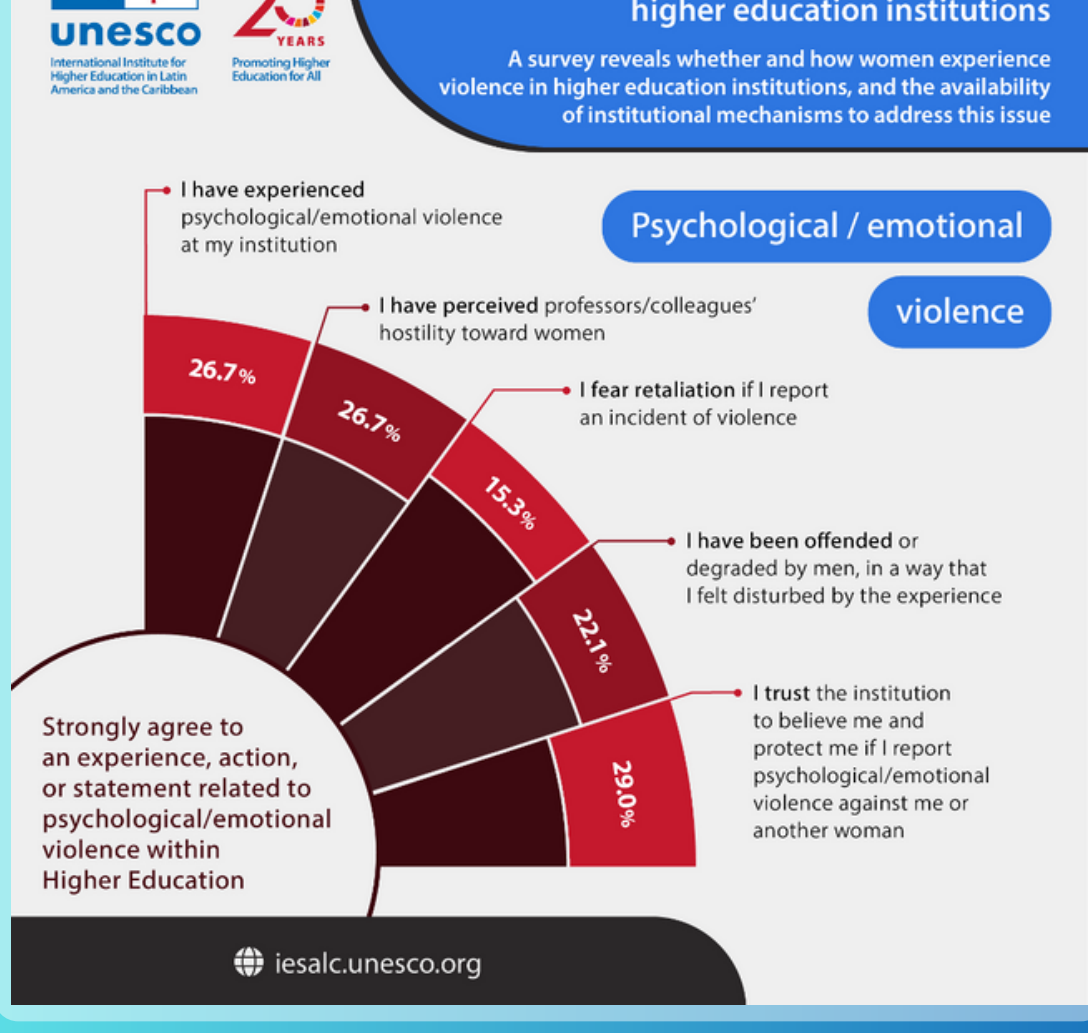 higher education institutions
A survey reveals whether and how women experience
violence in higher education institutions, and the availability
of institutional mechanisms to address this issue
unesco
International Institute for
Higher Education in Latin
America and the Caribbean
YEARS
Promoting Higher
Education for All
Psychological / emotional
violence
I have experienced
psychological/emotional violence
at my institution
26.7%
I have perceived professors/colleagues’
hostility toward women
26.7%
I fear retaliation if I report
an incident of violence
15.3%
I have been offended or
degraded by men, in a way that
I felt disturbed by the experience
22.1%
I trust the institution
to believe me and
protect me if I report
psychological/emotional
violence against me or
another woman
29.0%
Strongly agree to
an experience, action,
or statement related to
psychological/emotional
violence within
Higher Education
iesalc.unesco.org